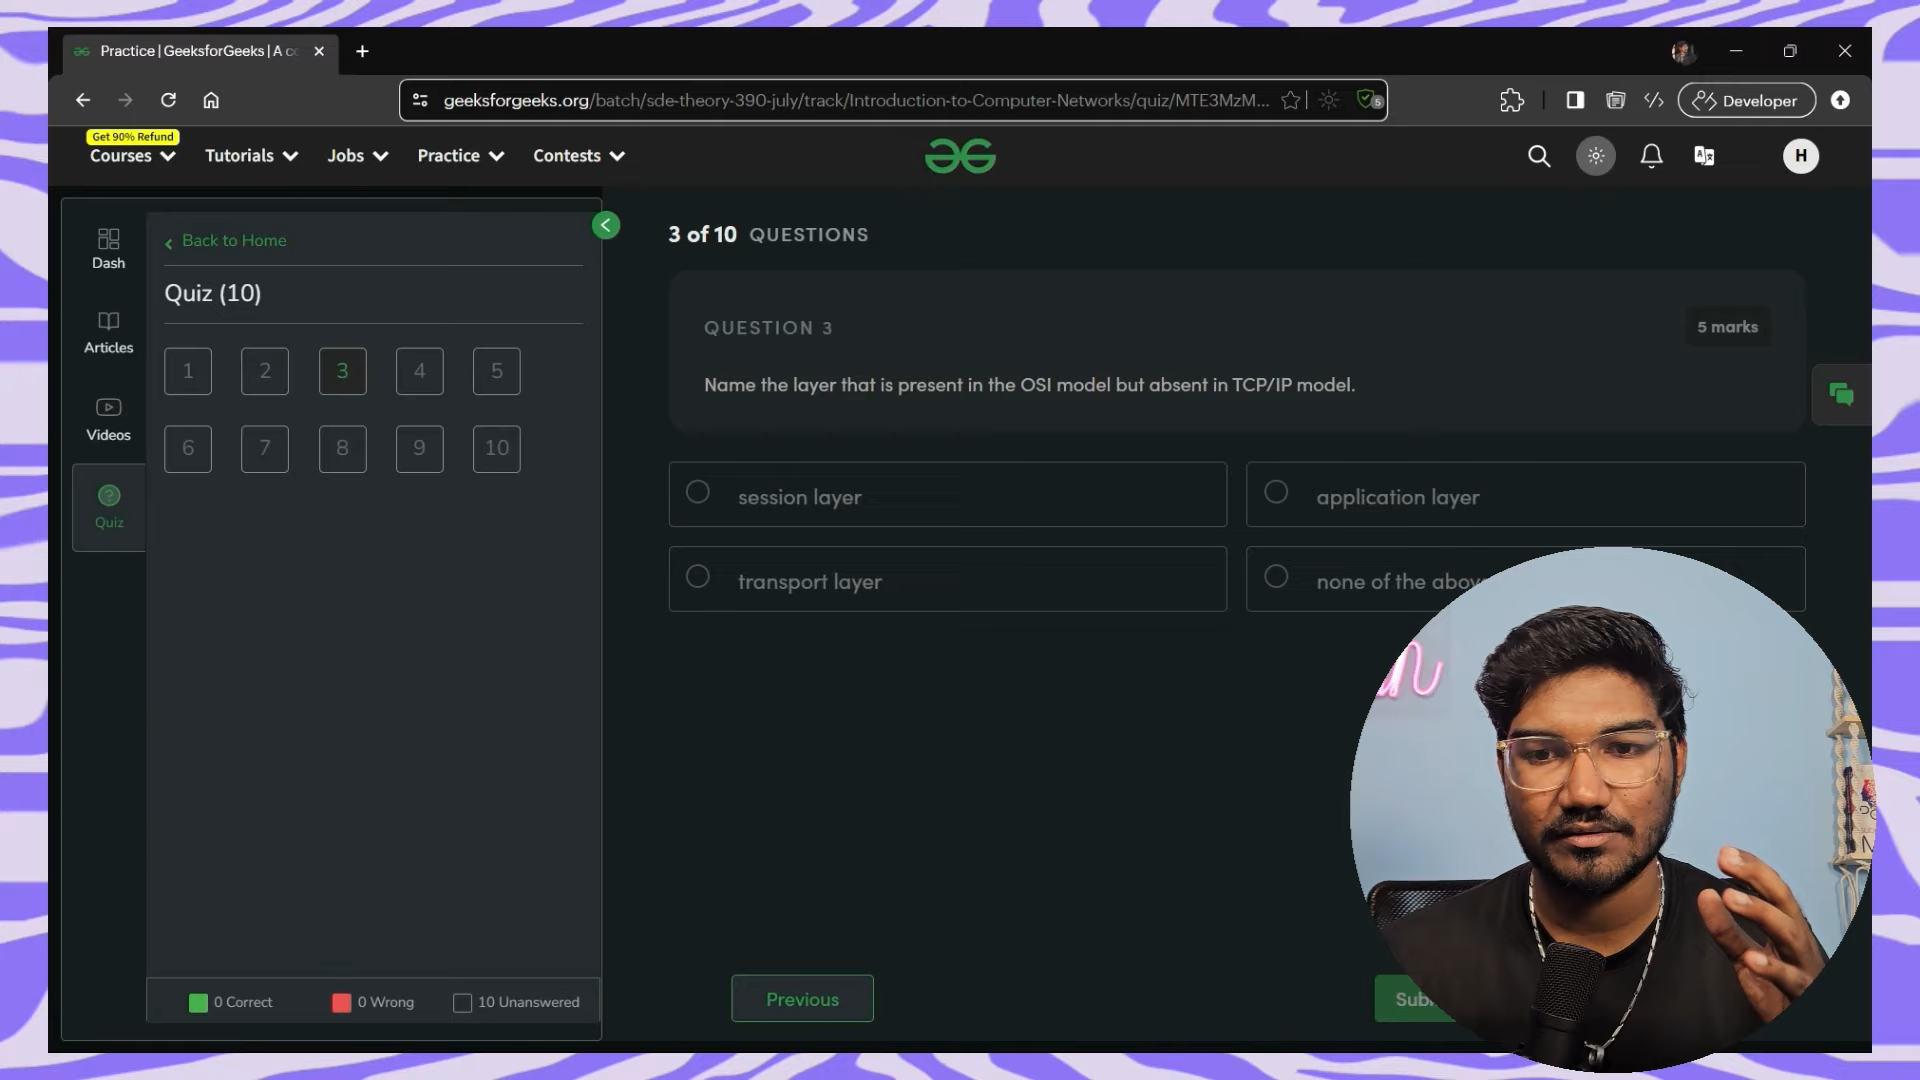 Practice | GeeksforGeeks | A co
geeksforgeeks.org/batch/sde-theory-390-july/track/Introduction-to-Computer-Networks/quiz/MTE3MzM...
5
Developer
Get 90% Refund
Courses
Tutorials
Jobs
Practice
Contests
H
Dash
Articles
Videos
Quiz
Back to Home
Quiz (10)
1 2 3 4 5
6 7 8 9 10
0 Correct
0 Wrong
10 Unanswered
3 of 10 QUESTIONS
QUESTION 3
5 marks
Name the layer that is present in the OSI model but absent in TCP/IP model.
session layer
application layer
transport layer
none of the above
Previous